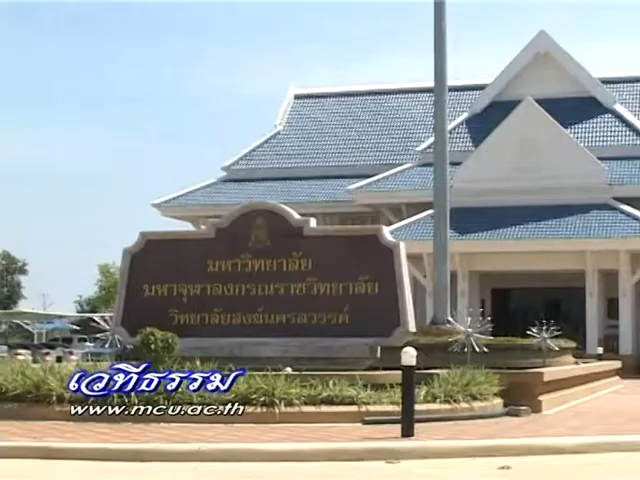 มหาวิทยาลัย
มหาจุฬาลงกรณราชวิทยาลัย
วิทยาลัยสงฆ์นครสวรรค์
เวทีธรรม
www.mcu.ac.th